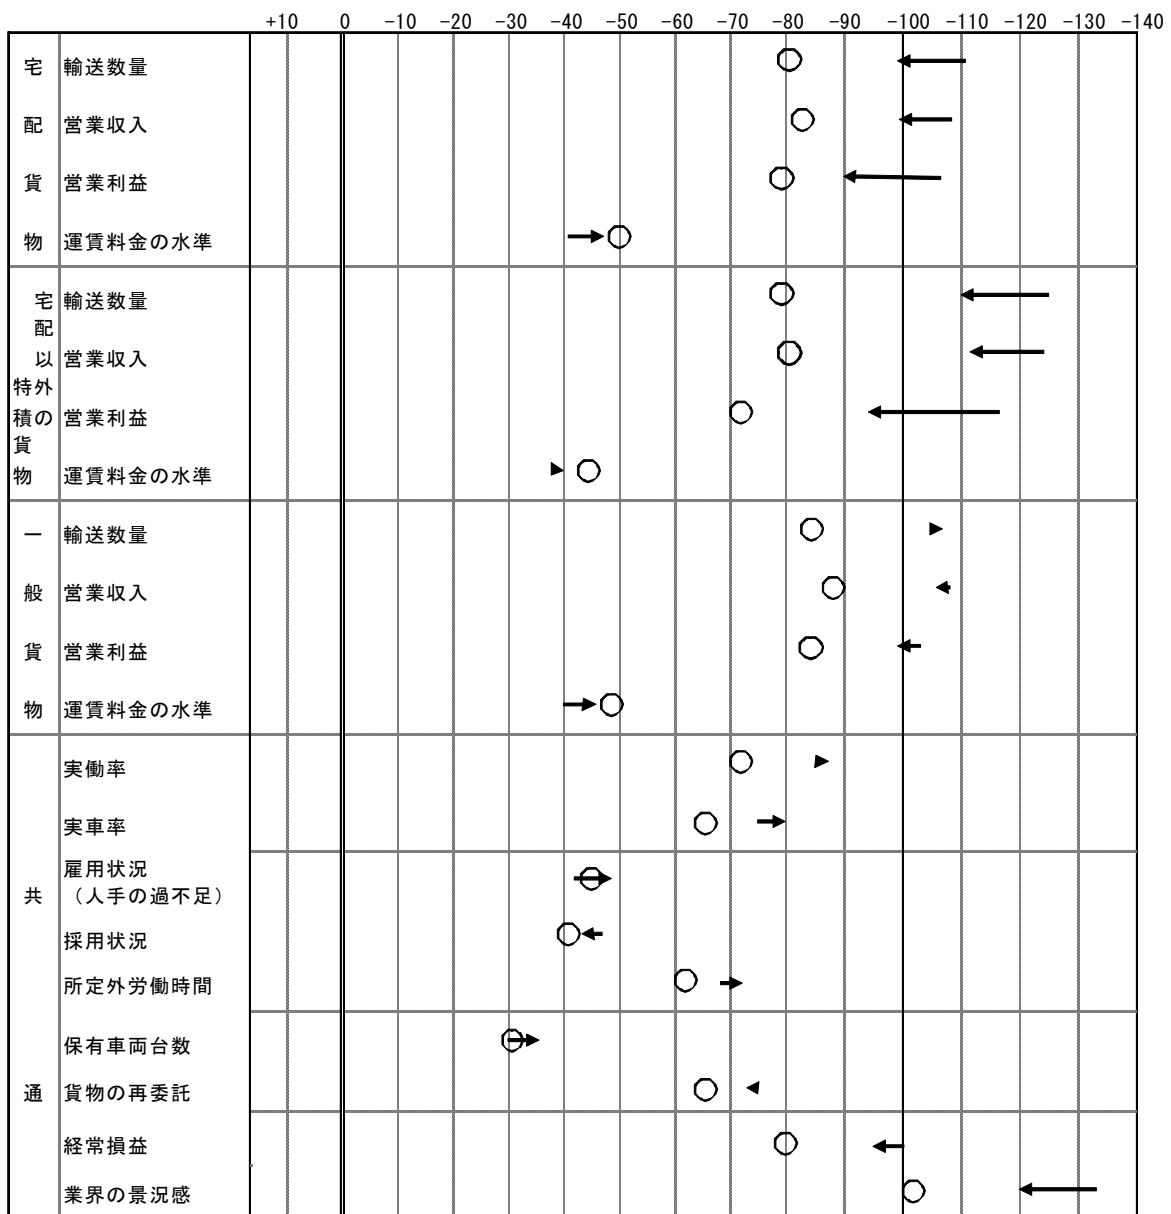 +10 0 -10 -20 -30 -40 -50 -60 -70 -80 -90 -100 -110 -120 -130 -140
宅 輸送数量
配 営業収入
貨 営業利益
物 運賃料金の水準
宅 輸送数量
配
以 営業収入
特外
積の 営業利益
貨
物 運賃料金の水準
一 輸送数量
般 営業収入
貨 営業利益
物 運賃料金の水準
実働率
実車率
雇用状況
共 （人手の過不足）
採用状況
所定外労働時間
保有車両台数
通 貨物の再委託
経常損益
業界の景況感